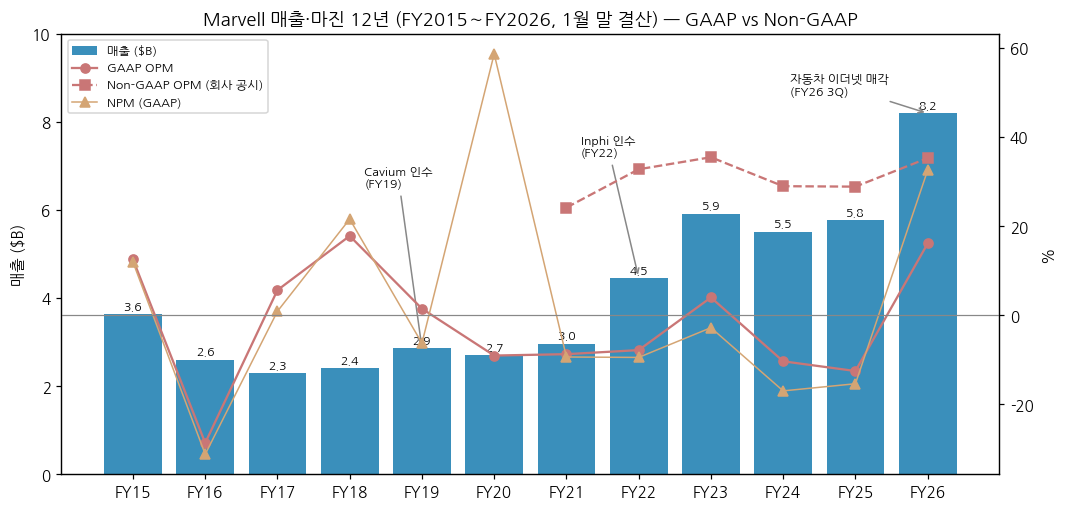 Marvell 매출·마진 12년 (FY2015~FY2026, 1월 말 결산) — GAAP vs Non-GAAP
매출 ($B)
GAAP OPM
Non-GAAP OPM (회사 공시)
NPM (GAAP)
자동차 이더넷 매각
(FY26 3Q)
Inphi 인수
(FY22)
Cavium 인수
(FY19)
3.6
2.6
2.3
2.4
2.9
2.7
3.0
4.5
5.9
5.5
5.8
8.2
매출 ($B)
10
8
6
4
2
0
60
40
20
0
-20
%
FY15
FY16
FY17
FY18
FY19
FY20
FY21
FY22
FY23
FY24
FY25
FY26